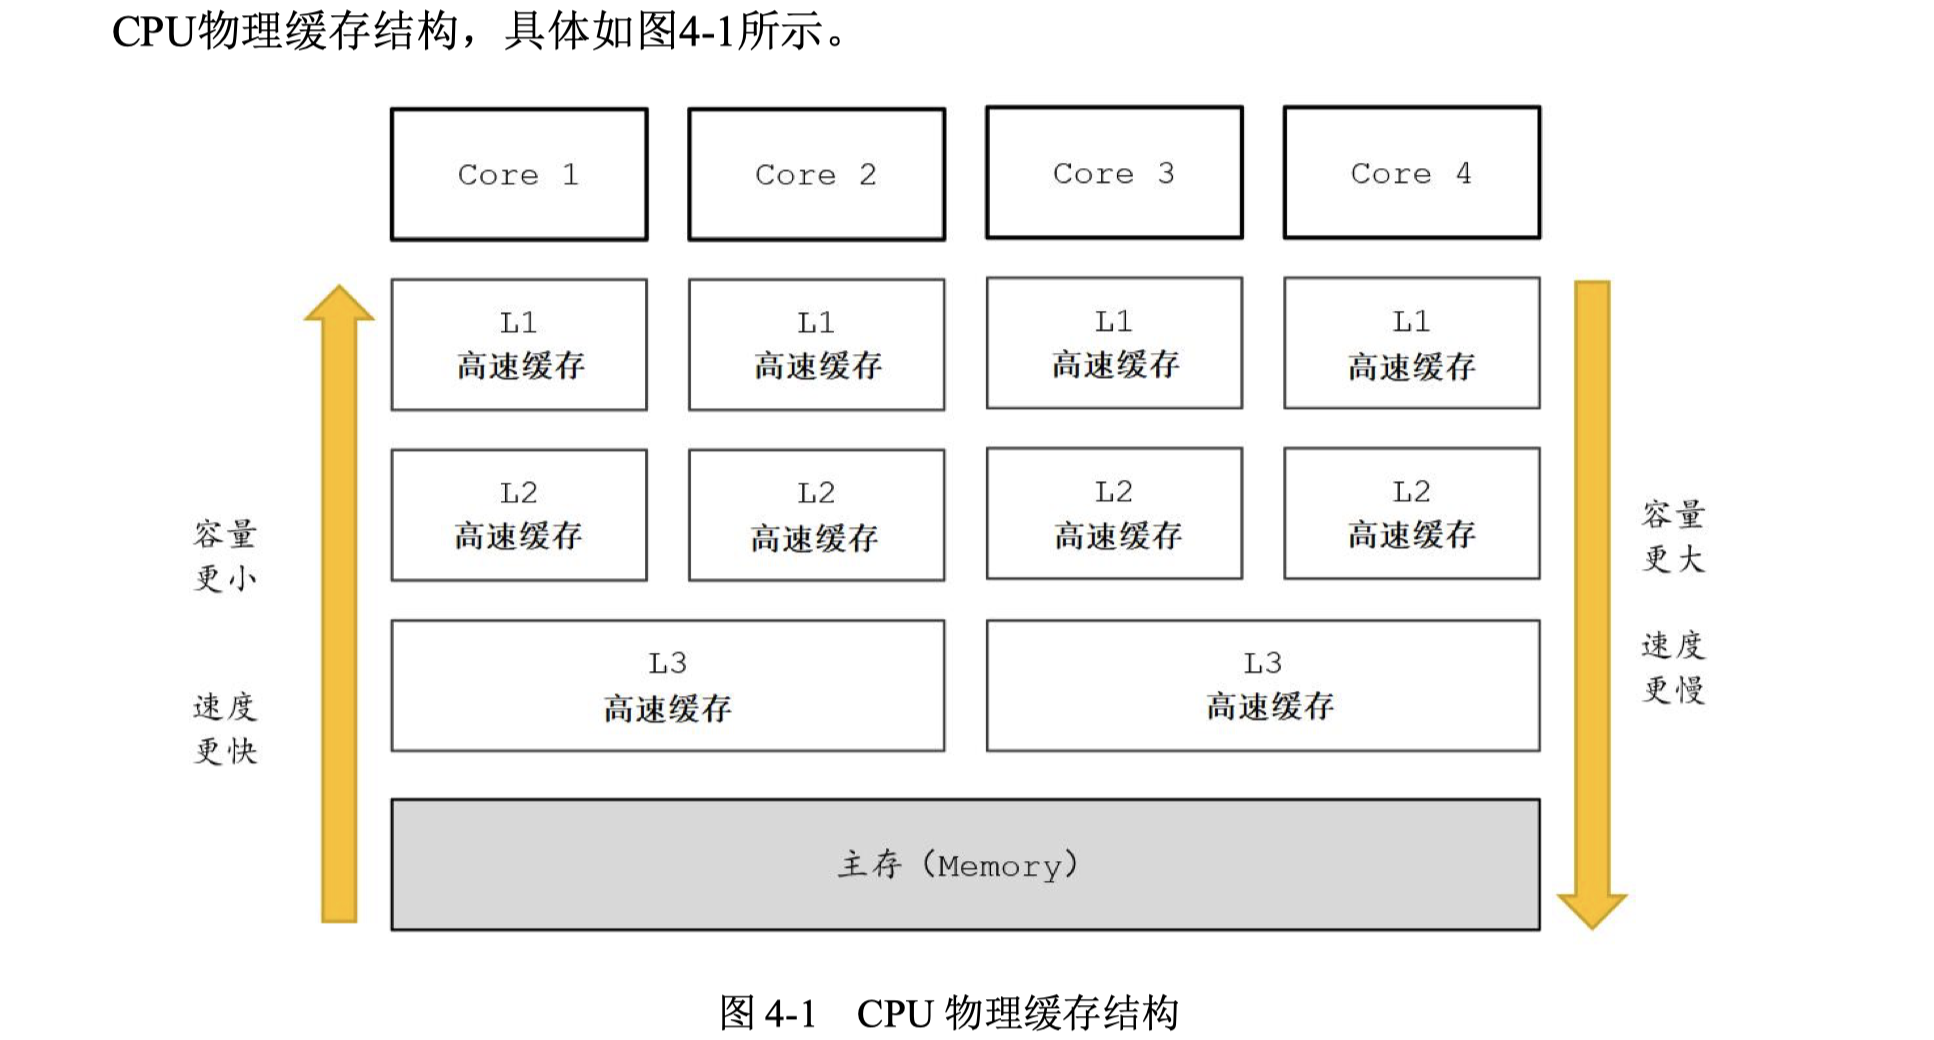 CPU物理缓存结构，具体如图4-1所示。
Core 1
Core 2
Core 3
Core 4
L1
高速缓存
L1
高速缓存
L1
高速缓存
L1
高速缓存
L2
高速缓存
L2
高速缓存
L2
高速缓存
L2
高速缓存
容量
更小
速度
更快
容量
更大
速度
更慢
L3
高速缓存
L3
高速缓存
主存（Memory）
图 4-1 CPU 物理缓存结构